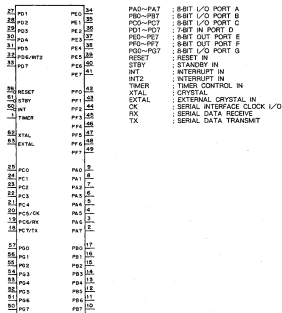 27 PD1 PE0 34
28 PD2 PE1 35
29 PD3 PE2 36
30 PD4 PE3 37
31 PD5 PE4 38
32 PD6/INT2 PE5 39
33 PD7 PE6 40
PE7 41
59 RESET PF0 42
61 STBY PF1 43
60 INT PF2 44
1 TIMER PF3 45
PF4 46
62 XTAL PF5 47
63 EXTAL PF6 48
PF7 49
25 PC0 PA0 9
24 PC1 PA1 8
23 PC2 PA2 7
22 PC3 PA3 6
21 PC4 PA4 5
20 PC5/CK PA5 4
19 PC6/RX PA6 3
18 PC7/TX PA7 2
57 PG0 PB0 17
56 PG1 PB1 16
55 PG2 PB2 15
54 PG3 PB3 14
53 PG4 PB4 13
52 PG5 PB5 12
51 PG6 PB6 11
50 PG7 PB7 10
PA0~PA7 ; 8-BIT I/O PORT A
PB0~PB7 ; 8-BIT I/O PORT B
PC0~PC7 ; 8-BIT I/O PORT C
PD1~PD7 ; 7-BIT IN PORT D
PE0~PE7 ; 8-BIT OUT PORT E
PF0~PF7 ; 8-BIT OUT PORT F
PG0~PG7 ; 8-BIT I/O PORT G
RESET ; RESET IN
STBY ; STANDBY IN
INT ; INTERRUPT IN
INT2 ; INTERRUPT IN
TIMER ; TIMER CONTROL IN
XTAL ; CRYSTAL
EXTAL ; EXTERNAL CRYSTAL IN
CK ; SERIAL INTERFACE CLOCK I/O
RX ; SERIAL DATA RECEIVE
TX ; SERIAL DATA TRANSMIT